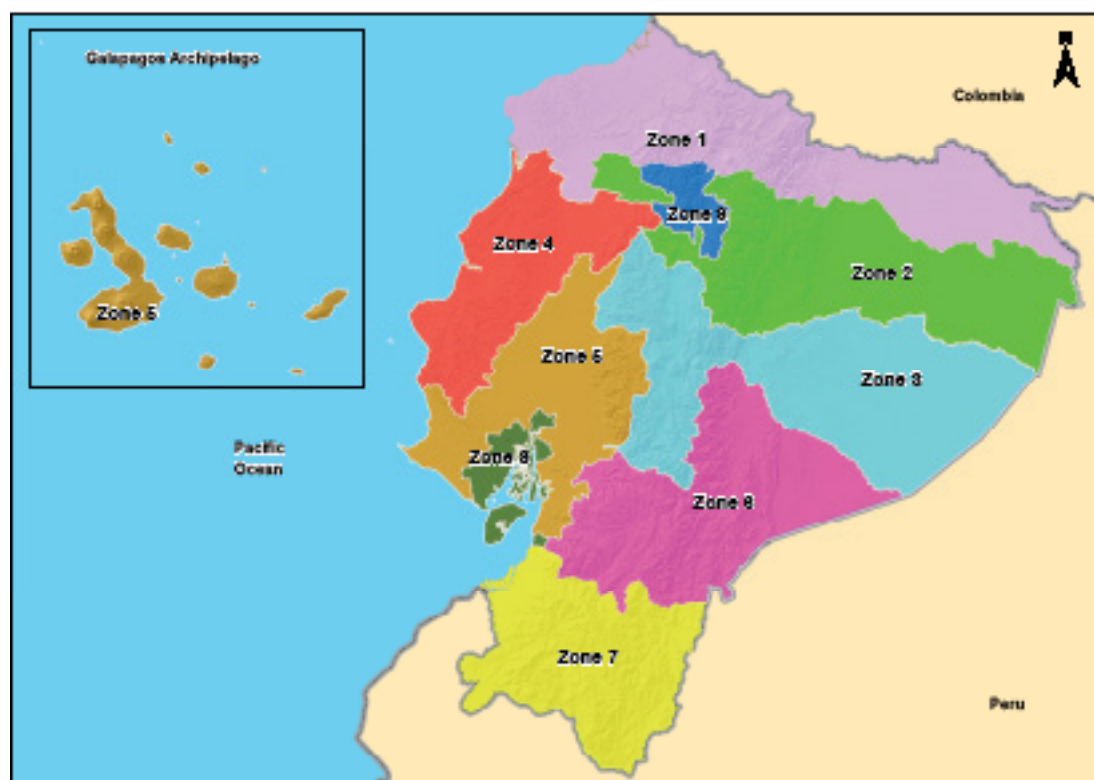 Galapagos Archipelago
Colombia
Zone 1
Zone 9
Zone 4
Zone 2
Zone 5
Zone 5
Zone 3
Pacific
Ocean
Zone 8
Zone 6
Zone 7
Peru